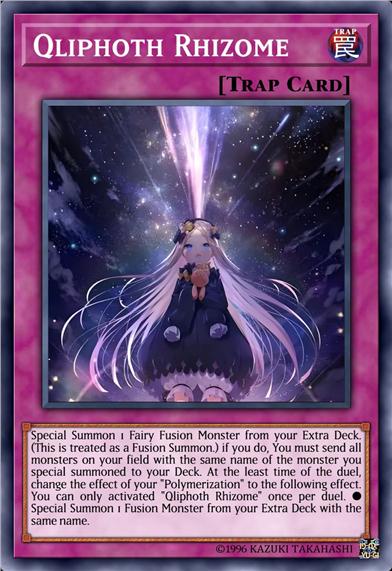 QLIPHOTH RHIZOME
TRAP
罠
[TRAP CARD]
Special Summon 1 Fairy Fusion Monster from your Extra Deck.
(This is treated as a Fusion Summon.) if you do, You must send all
monsters on your field with the same name of the monster you
special summoned to your Deck. At the least time of the duel,
change the effect of your "Polymerization" to the following effect.
You can only activated "Qliphoth Rhizome" once per duel. ●
Special Summon 1 Fusion Monster from your Extra Deck with the
same name.
©1996 KAZUKI TAKAHASHI